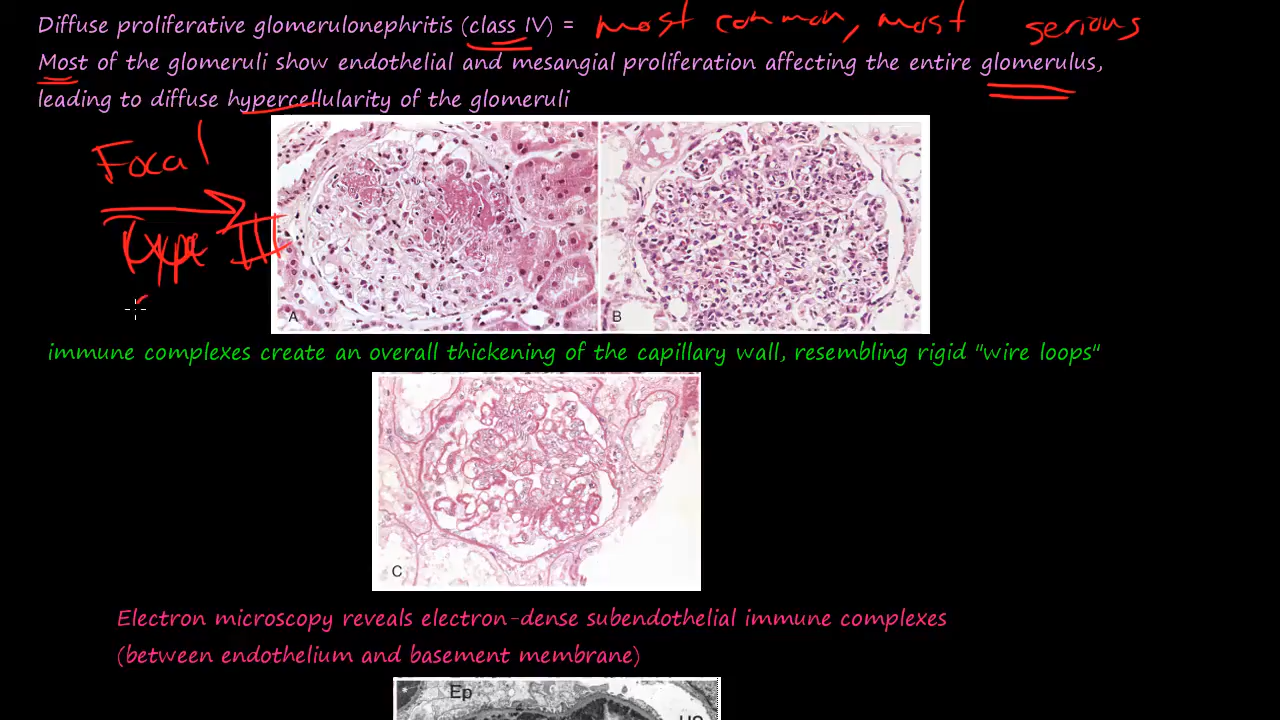 Diffuse proliferative glomerulonephritis (class IV) = most common, most serious
Most of the glomeruli show endothelial and mesangial proliferation affecting the entire glomerulus,
leading to diffuse hypercellularity of the glomeruli
Focal
Type III
A
B
immune complexes create an overall thickening of the capillary wall, resembling rigid "wire loops"
C
Electron microscopy reveals electron-dense subendothelial immune complexes
(between endothelium and basement membrane)
Ep